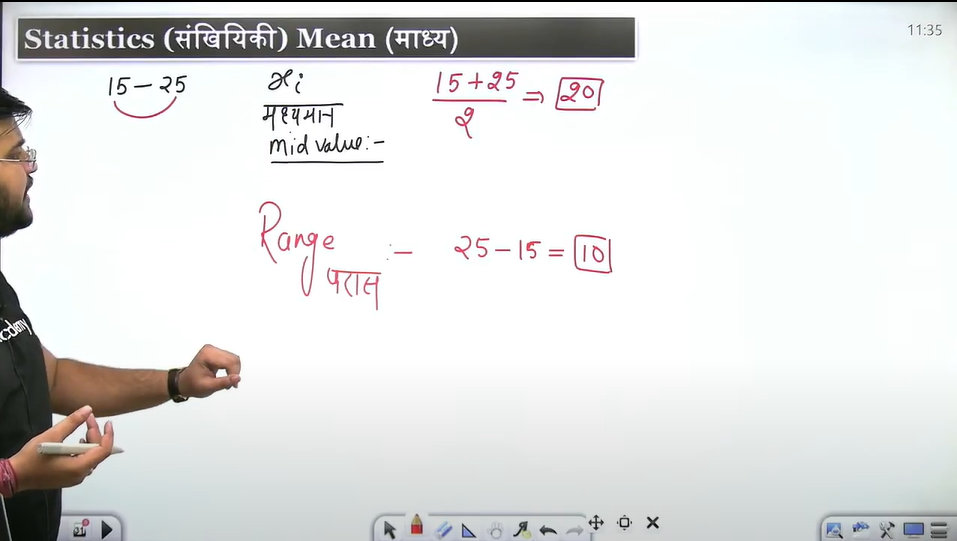 Statistics (संखियिकी) Mean (माध्य)
11:35
15 – 25
xi
मध्यमान
mid value:-
15+25
2
⇒ 20
Range
परास
:- 25 – 15 = 10
31